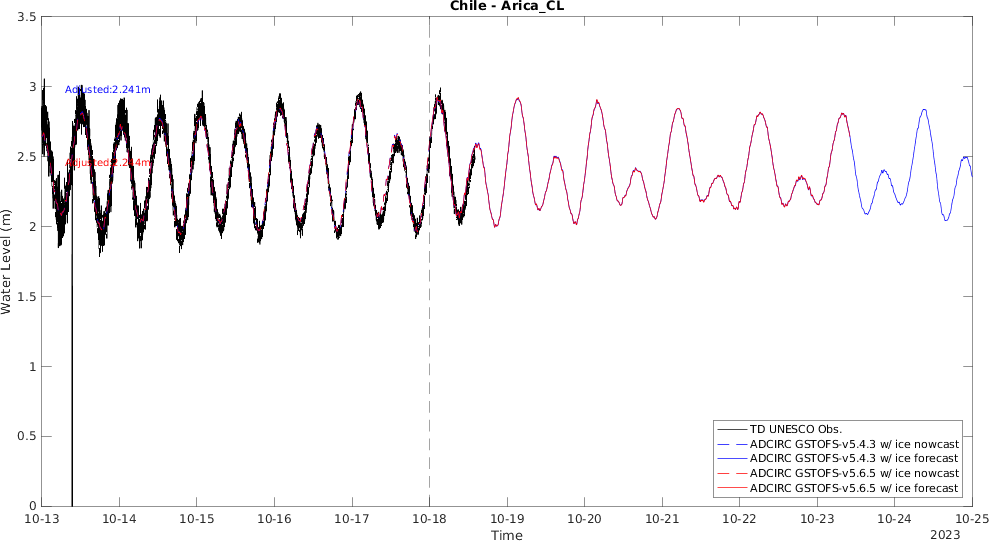 Chile - Arica_CL
3.5
3
2.5
2
1.5
1
0.5
0
Water Level (m)
Adjusted:2.241m
Adjusted:2.244m
TD UNESCO Obs.
ADCIRC GSTOFS-v5.4.3 w/ ice nowcast
ADCIRC GSTOFS-v5.4.3 w/ ice forecast
ADCIRC GSTOFS-v5.6.5 w/ ice nowcast
ADCIRC GSTOFS-v5.6.5 w/ ice forecast
10-13 10-14 10-15 10-16 10-17 10-18 10-19 10-20 10-21 10-22 10-23 10-24 10-25
Time
2023